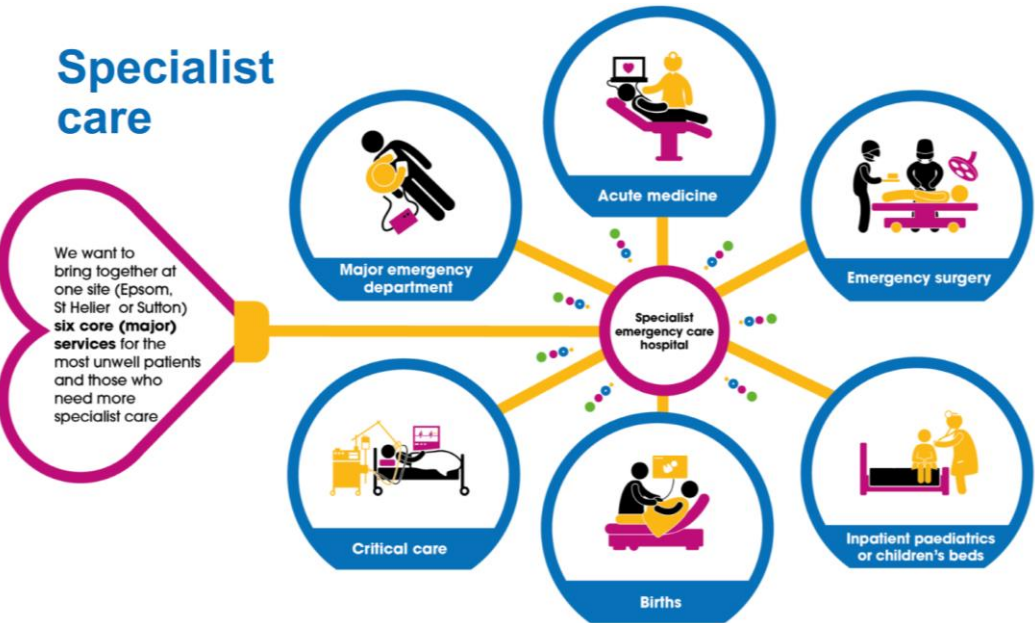 Specialist
care
We want to
bring together at
one site (Epsom,
St Helier or Sutton)
six core (major)
services for the
most unwell patients
and those who
need more
specialist care
Major emergency
department
Acute medicine
Emergency surgery
Specialist
emergency care
hospital
Critical care
Births
Inpatient paediatrics
or children's beds